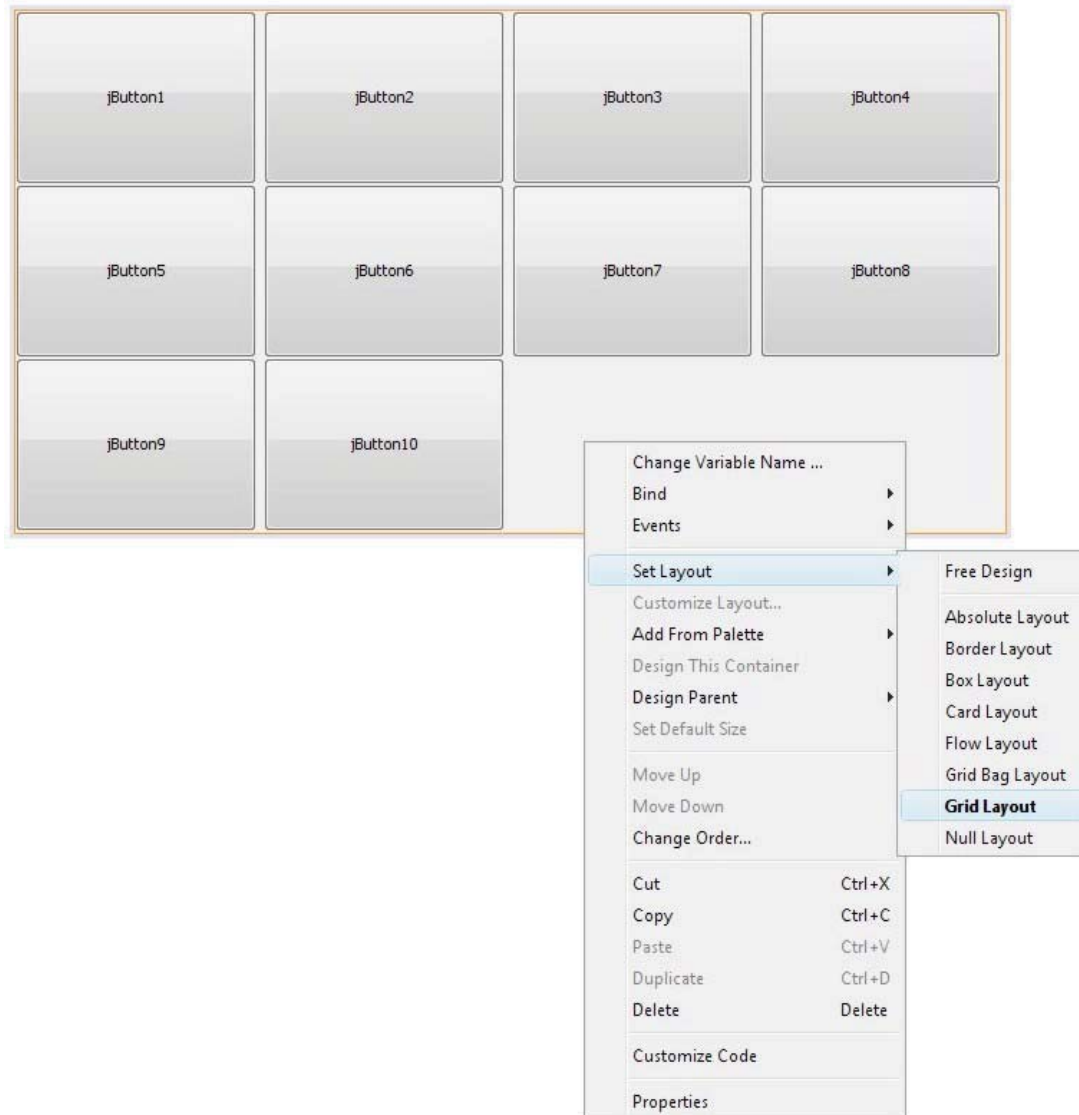 jButton1 jButton2 jButton3 jButton4
jButton5 jButton6 jButton7 jButton8
jButton9 jButton10
Change Variable Name ...
Bind
Events
Set Layout
Customize Layout...
Add From Palette
Design This Container
Design Parent
Set Default Size
Move Up
Move Down
Change Order...
Cut Ctrl+X
Copy Ctrl+C
Paste Ctrl+V
Duplicate Ctrl+D
Delete Delete
Customize Code
Properties
Free Design
Absolute Layout
Border Layout
Box Layout
Card Layout
Flow Layout
Grid Bag Layout
Grid Layout
Null Layout